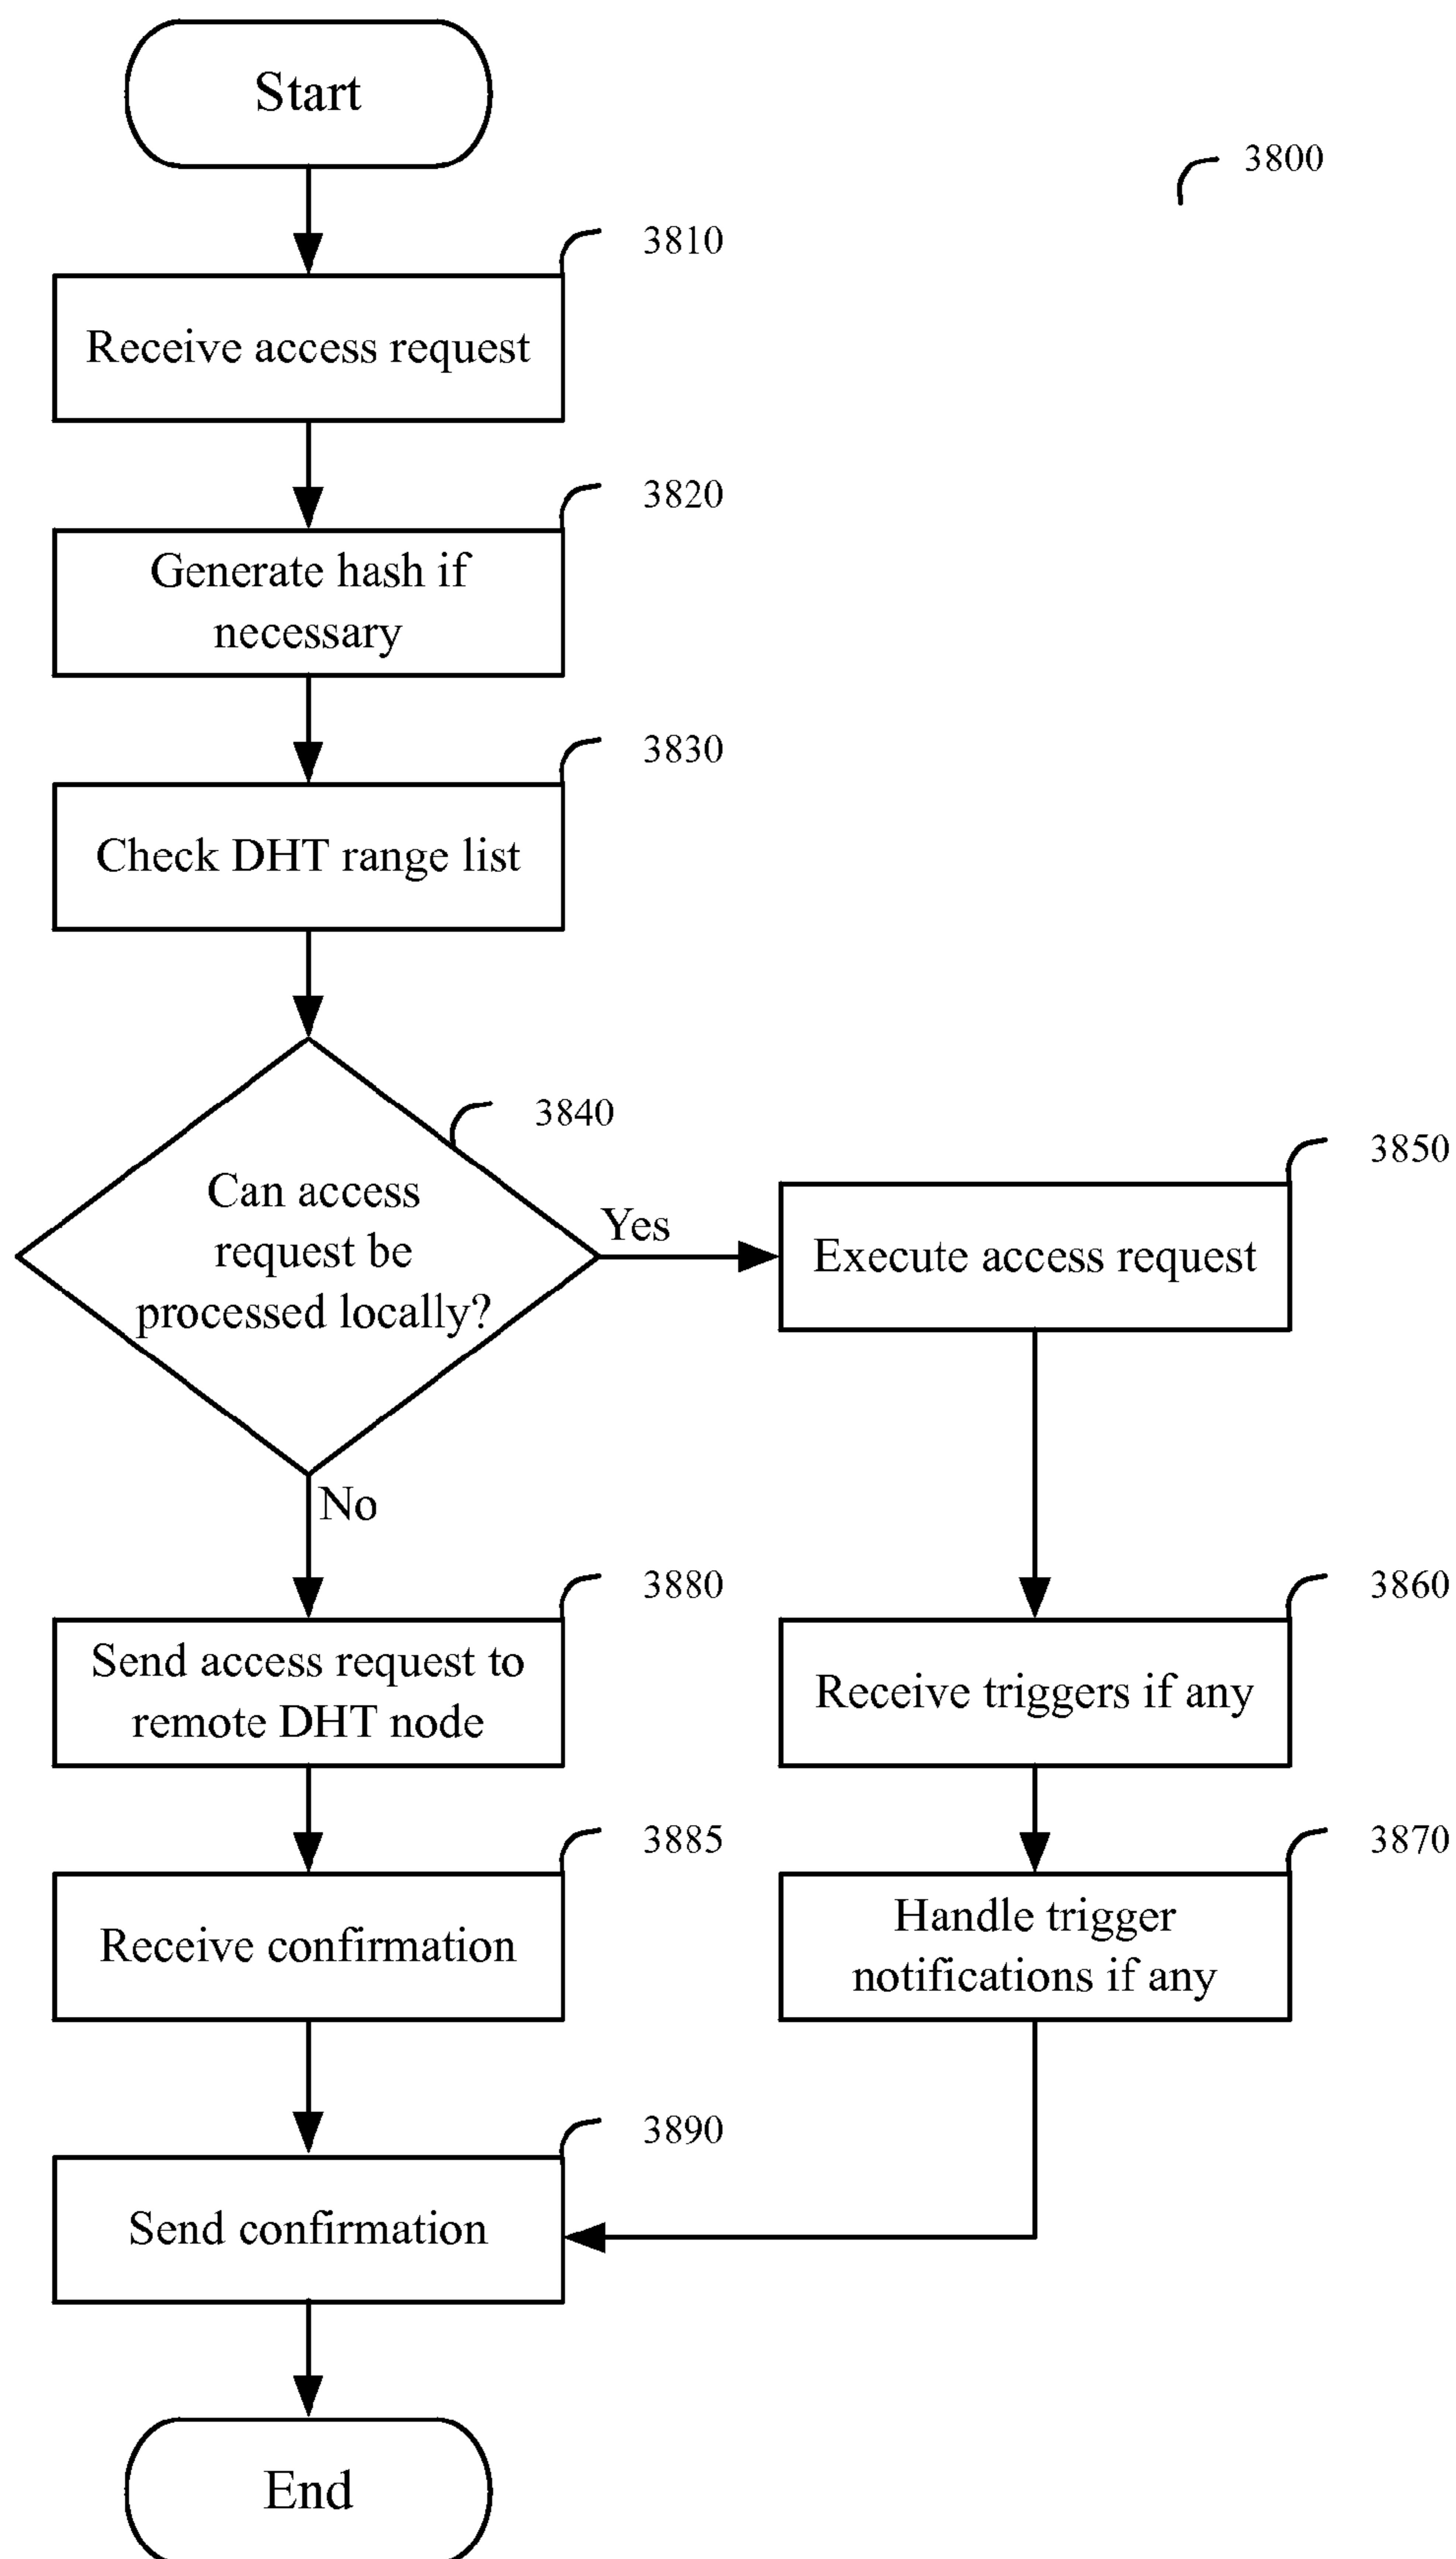 Start
3800
3810
Receive access request
3820
Generate hash if
necessary
3830
Check DHT range list
3840
Can access
request be
processed locally?
Yes
3850
Execute access request
No
3880
Send access request to
remote DHT node
3860
Receive triggers if any
3885
Receive confirmation
3870
Handle trigger
notifications if any
3890
Send confirmation
End